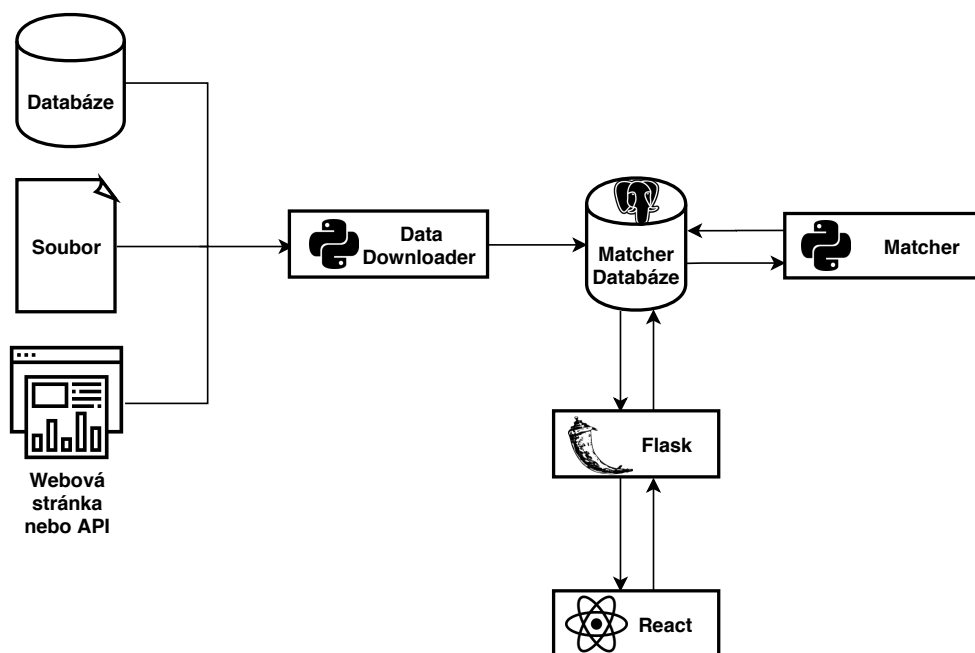 Databáze
Soubor
Webová
stránka
nebo API
Data
Downloader
Matcher
Databáze
Matcher
Flask
React